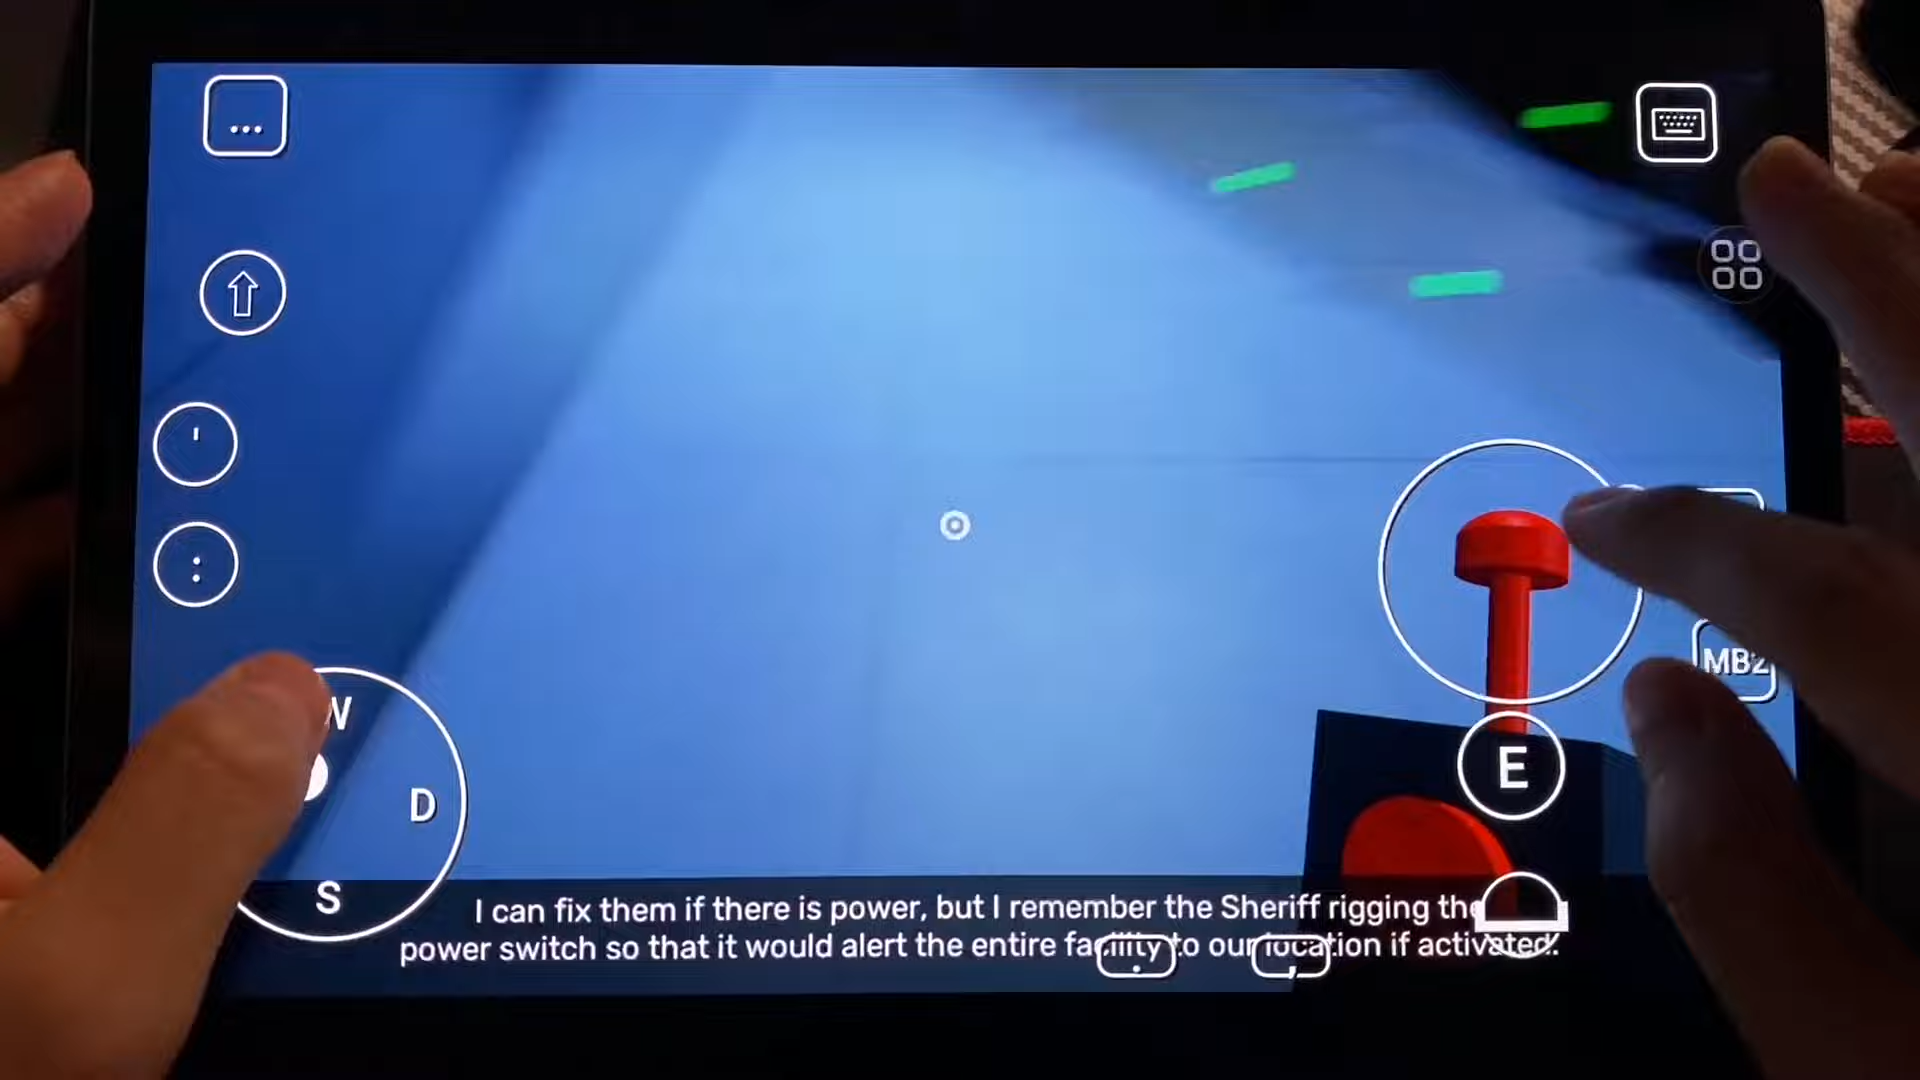 ...
'
:
W
D
S
MB2
E
I can fix them if there is power, but I remember the Sheriff rigging the
power switch so that it would alert the entire facility to our location if activated.
.
,